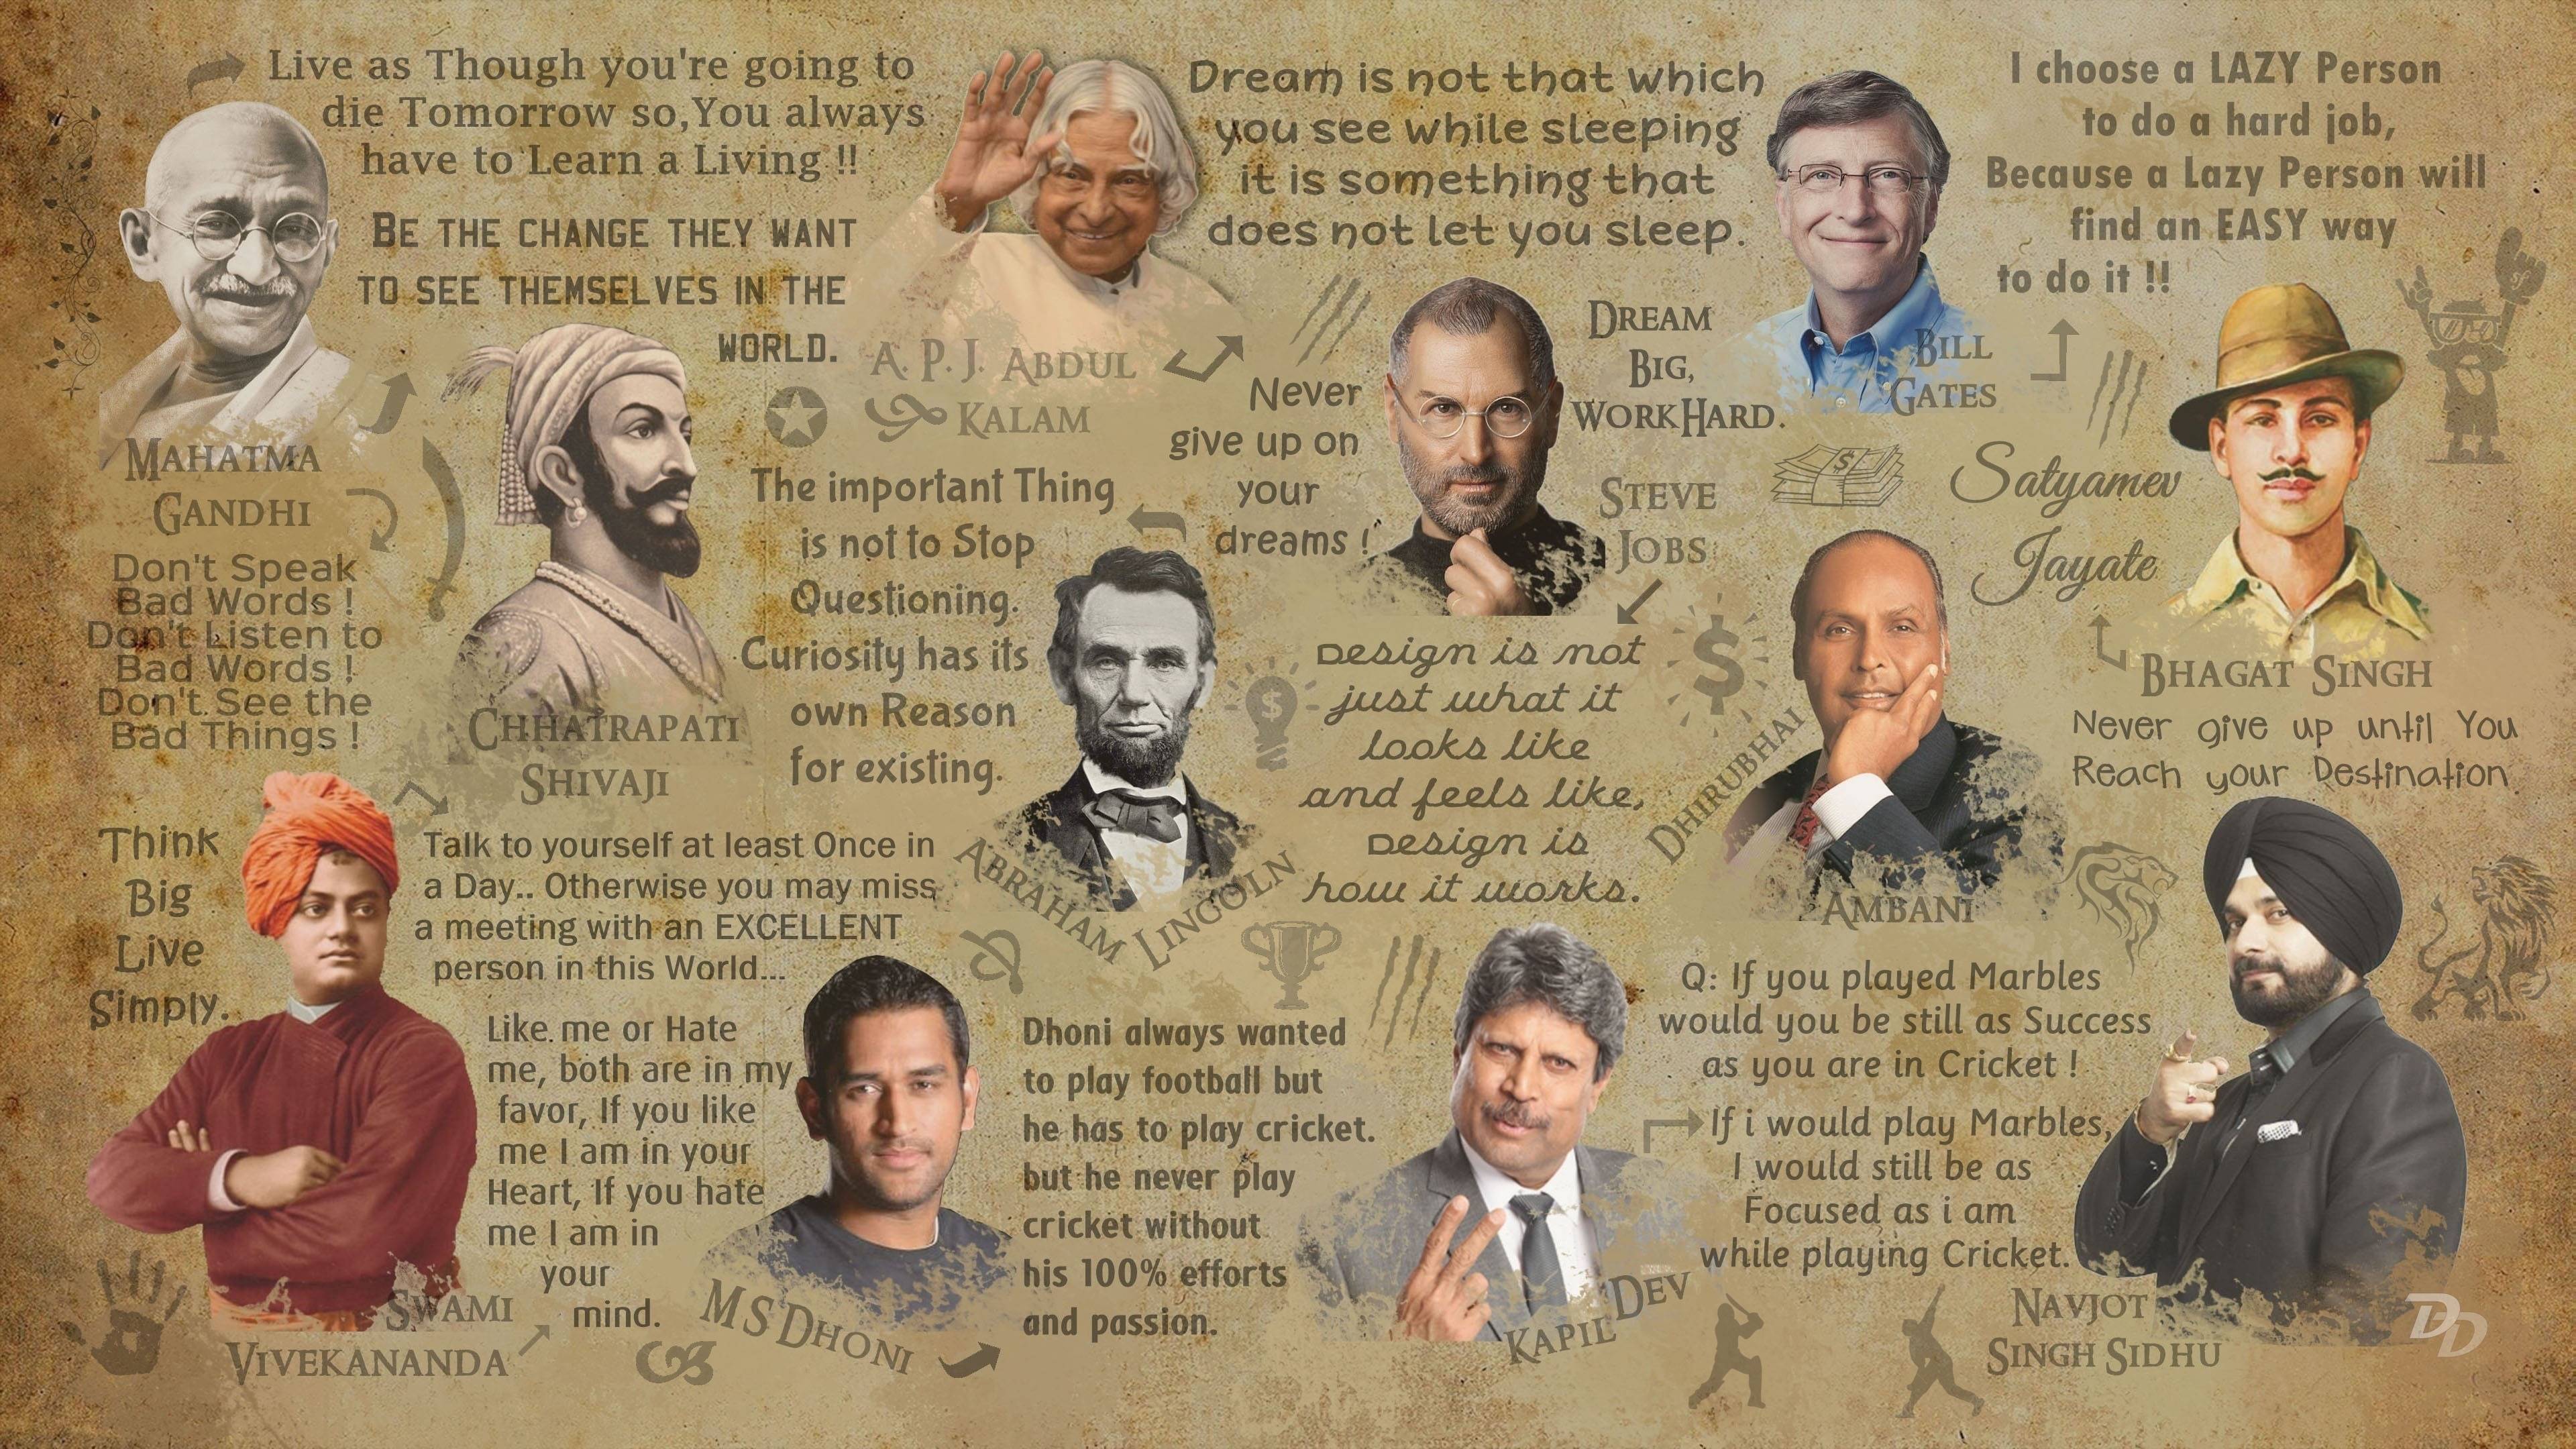 Live as Though you're going to
die Tomorrow so,You always
have to Learn a Living !!
BE THE CHANGE THEY WANT
TO SEE THEMSELVES IN THE
WORLD.
MAHATMA
GANDHI
Don't Speak
Bad Words !
Don't Listen to
Bad Words !
Don't See the
Bad Things !
A. P. J. ABDUL
KALAM
Dream is not that which
you see while sleeping
it is something that
does not let you sleep.
Never
give up on
your
dreams !
DREAM
BIG,
WORK HARD.
STEVE
JOBS
BILL
GATES
I choose a LAZY Person
to do a hard job,
Because a Lazy Person will
find an EASY way
to do it !!
Satyamev
Jayate
BHAGAT SINGH
Never give up until You
Reach your Destination
CHHATRAPATI
SHIVAJI
The important Thing
is not to Stop
Questioning.
Curiosity has its
own Reason
for existing.
ABRAHAM LINCOLN
Design is not
just what it
looks like
and feels like,
Design is
how it works.
DHIRUBHAI
AMBANI
Think
Big
Live
Simply.
Talk to yourself at least Once in
a Day.. Otherwise you may miss
a meeting with an EXCELLENT
person in this World...
SWAMI
VIVEKANANDA
Like me or Hate
me, both are in my
favor, If you like
me I am in your
Heart, If you hate
me I am in
your
mind.
MS DHONI
Dhoni always wanted
to play football but
he has to play cricket.
but he never play
cricket without
his 100% efforts
and passion.
KAPIL DEV
Q: If you played Marbles
would you be still as Success
as you are in Cricket !
If i would play Marbles,
I would still be as
Focused as i am
while playing Cricket.
NAVJOT
SINGH SIDHU
DD